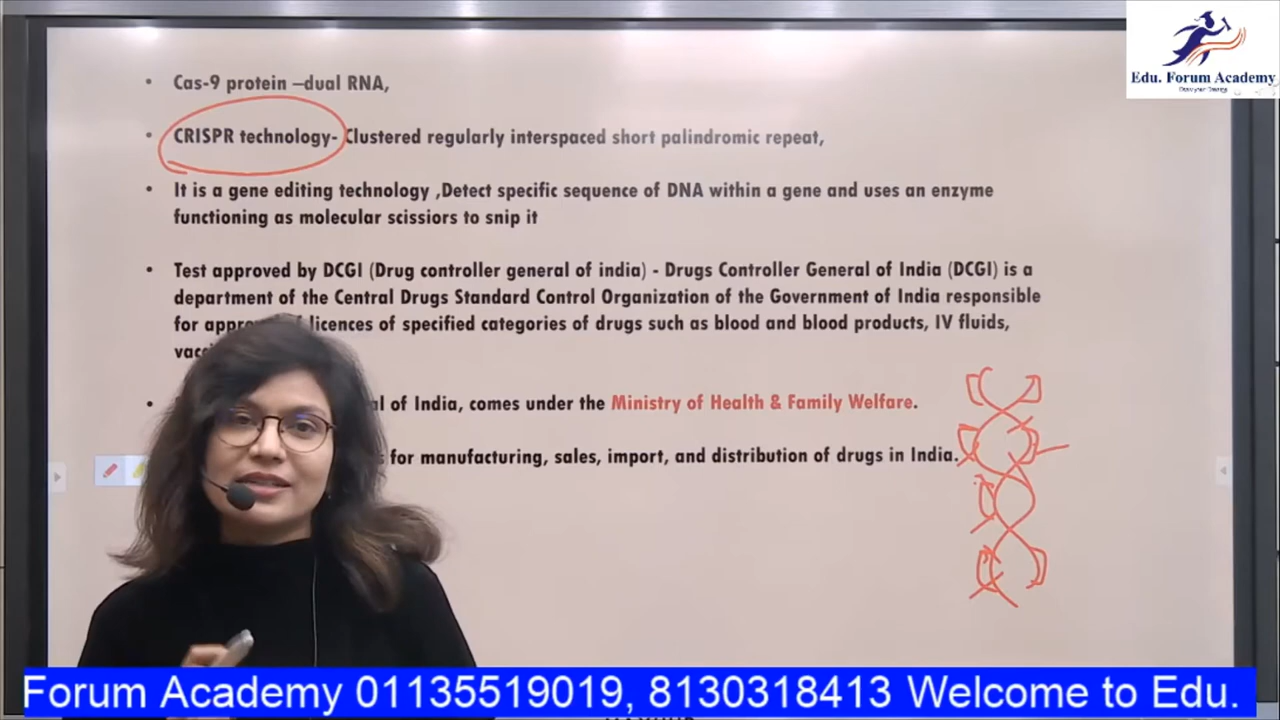 Edu. Forum Academy
• Cas-9 protein –dual RNA,
• CRISPR technology- Clustered regularly interspaced short palindromic repeat,
• It is a gene editing technology ,Detect specific sequence of DNA within a gene and uses an enzyme
functioning as molecular scissiors to snip it
• Test approved by DCGI (Drug controller general of india) - Drugs Controller General of India (DCGI) is a
department of the Central Drugs Standard Control Organization of the Government of India responsible
for licences of specified categories of drugs such as blood and blood products, IV fluids,
• of India, comes under the Ministry of Health & Family Welfare.
for manufacturing, sales, import, and distribution of drugs in India.
Forum Academy 01135519019, 8130318413 Welcome to Edu.